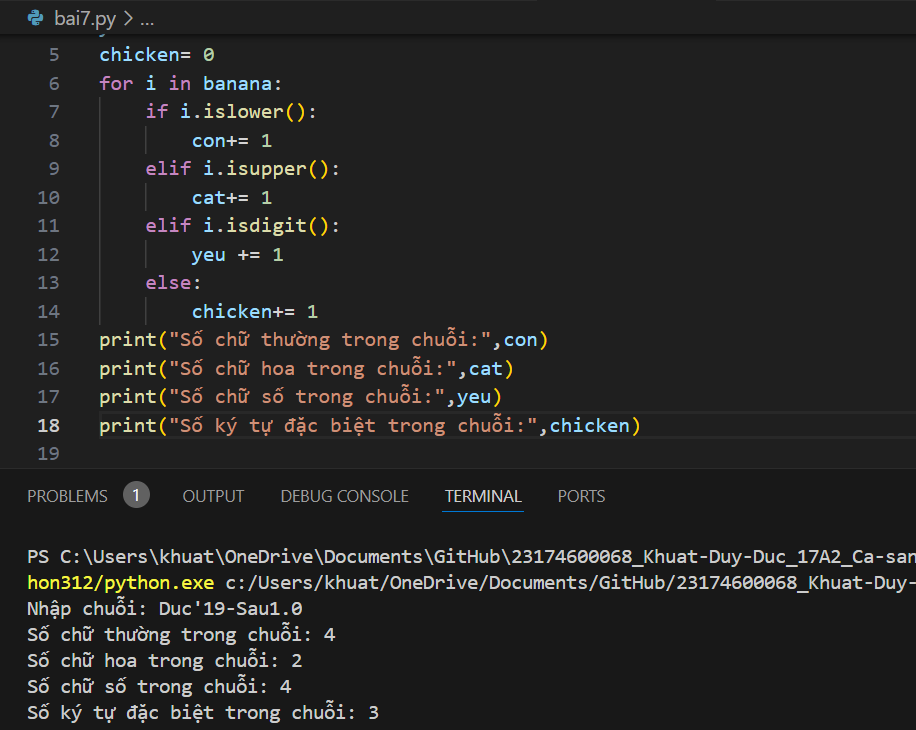 bai7.py > ...
5 chicken= 0
6 for i in banana:
7 if i.islower():
8 con+= 1
9 elif i.isupper():
10 cat+= 1
11 elif i.isdigit():
12 yeu += 1
13 else:
14 chicken+= 1
15 print("Số chữ thường trong chuỗi:",con)
16 print("Số chữ hoa trong chuỗi:",cat)
17 print("Số chữ số trong chuỗi:",yeu)
18 print("Số ký tự đặc biệt trong chuỗi:",chicken)
19
PROBLEMS 1 OUTPUT DEBUG CONSOLE TERMINAL PORTS
PS C:\Users\khuat\OneDrive\Documents\GitHub\23174600068_Khuat-Duy-Duc_17A2_Ca-san
hon312/python.exe c:/Users/khuat/OneDrive/Documents/GitHub/23174600068_Khuat-Duy-
Nhập chuỗi: Duc'19-Sau1.0
Số chữ thường trong chuỗi: 4
Số chữ hoa trong chuỗi: 2
Số chữ số trong chuỗi: 4
Số ký tự đặc biệt trong chuỗi: 3